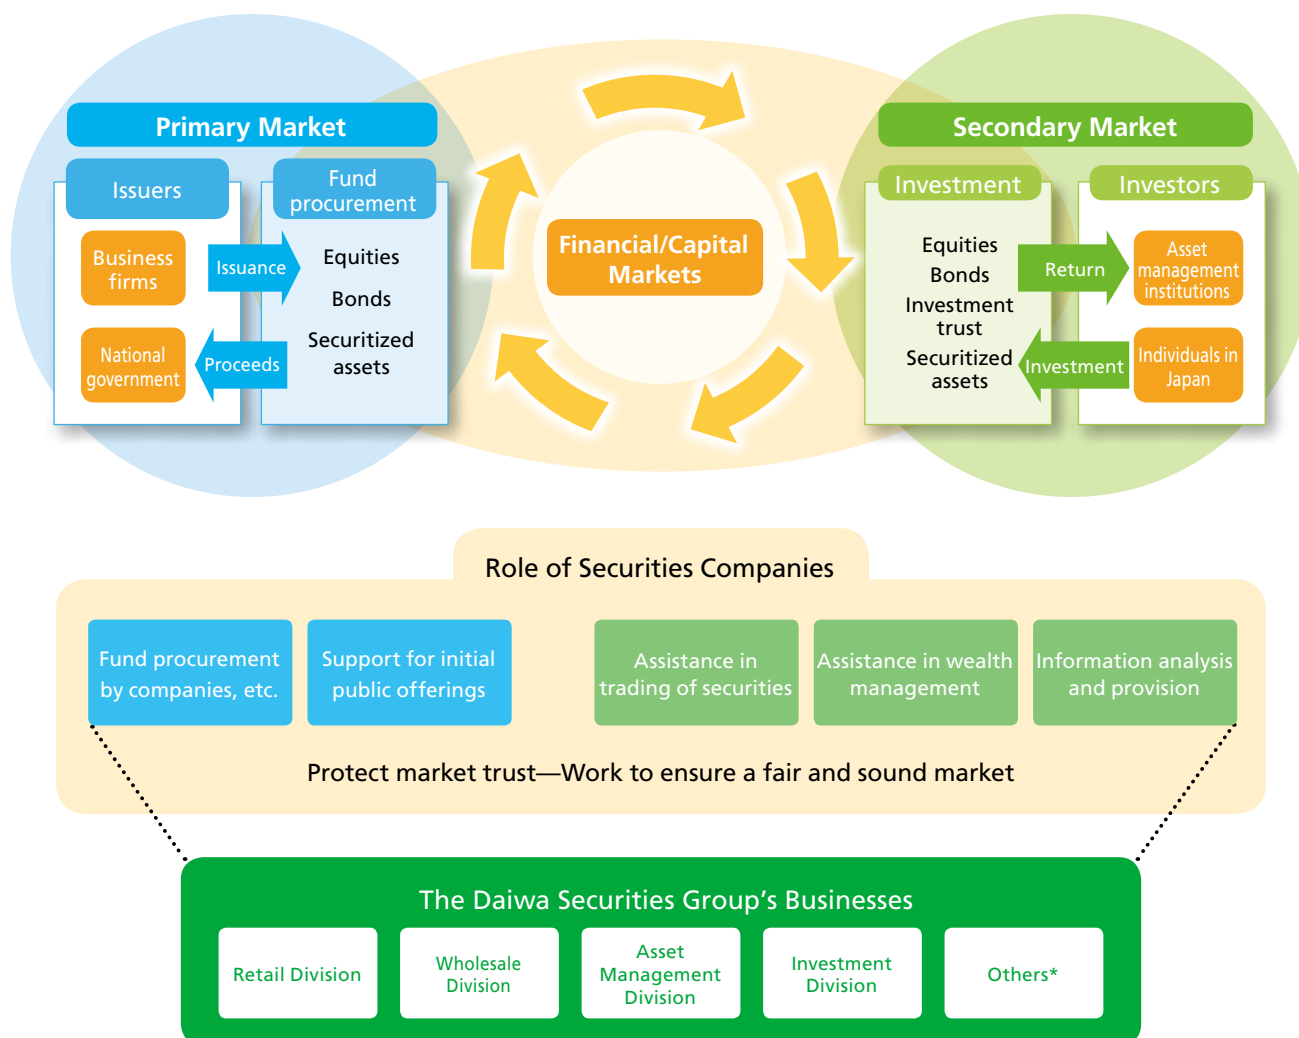 Primary Market
Issuers
Fund
procurement
Business
firms
Issuance
Equities
Bonds
National
government
Proceeds
Securitized
assets
Financial/Capital
Markets
Secondary Market
Investment
Investors
Equities
Bonds
Investment
trust
Securitized
assets
Return
Asset
management
institutions
Investment
Individuals in
Japan
Role of Securities Companies
Fund procurement
by companies, etc.
Support for initial
public offerings
Assistance in
trading of securities
Assistance in wealth
management
Information analysis
and provision
Protect market trust—Work to ensure a fair and sound market
The Daiwa Securities Group’s Businesses
Retail Division
Wholesale
Division
Asset
Management
Division
Investment
Division
Others*